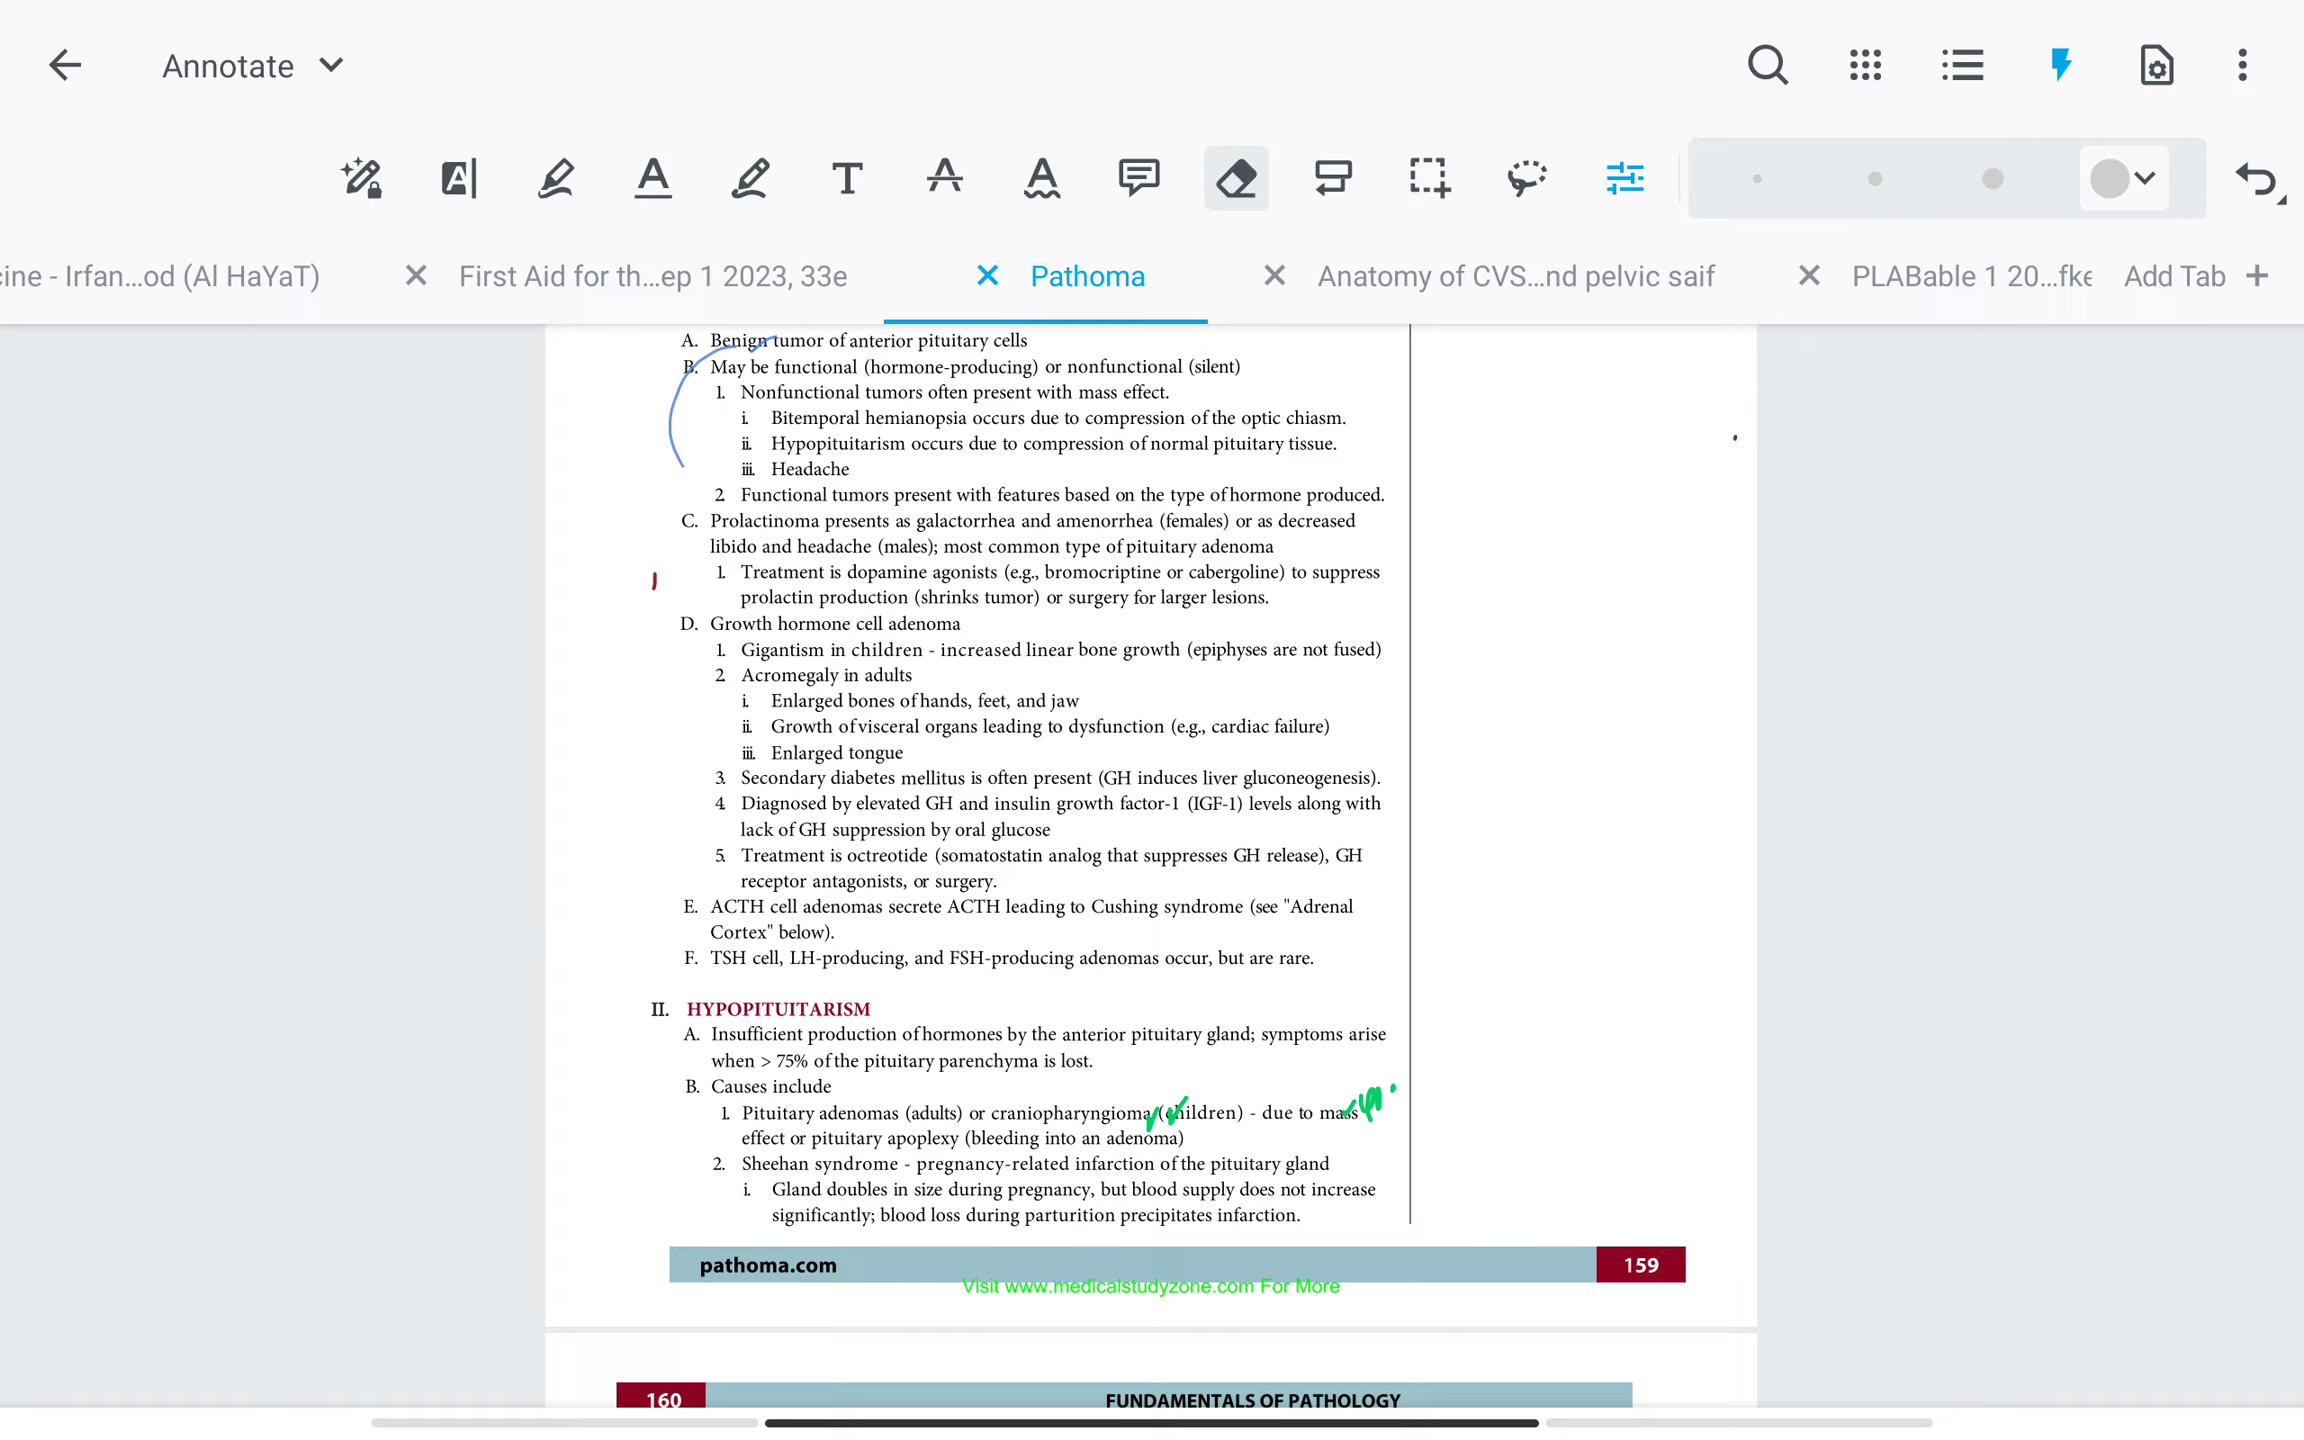 Annotate
cine - Irfan...od (Al HaYaT)
First Aid for th...ep 1 2023, 33e
Pathoma
Anatomy of CVS...nd pelvic saif
PLABable 1 20...fke
Add Tab
A. Benign tumor of anterior pituitary cells
B. May be functional (hormone-producing) or nonfunctional (silent)
1. Nonfunctional tumors often present with mass effect.
i. Bitemporal hemianopsia occurs due to compression of the optic chiasm.
ii. Hypopituitarism occurs due to compression of normal pituitary tissue.
iii. Headache
2. Functional tumors present with features based on the type of hormone produced.
C. Prolactinoma presents as galactorrhea and amenorrhea (females) or as decreased
libido and headache (males); most common type of pituitary adenoma
1. Treatment is dopamine agonists (e.g., bromocriptine or cabergoline) to suppress
prolactin production (shrinks tumor) or surgery for larger lesions.
D. Growth hormone cell adenoma
1. Gigantism in children - increased linear bone growth (epiphyses are not fused)
2. Acromegaly in adults
i. Enlarged bones of hands, feet, and jaw
ii. Growth of visceral organs leading to dysfunction (e.g., cardiac failure)
iii. Enlarged tongue
3. Secondary diabetes mellitus is often present (GH induces liver gluconeogenesis).
4. Diagnosed by elevated GH and insulin growth factor-1 (IGF-1) levels along with
lack of GH suppression by oral glucose
5. Treatment is octreotide (somatostatin analog that suppresses GH release), GH
receptor antagonists, or surgery.
E. ACTH cell adenomas secrete ACTH leading to Cushing syndrome (see "Adrenal
Cortex" below).
F. TSH cell, LH-producing, and FSH-producing adenomas occur, but are rare.
II. HYPOPITUITARISM
A. Insufficient production of hormones by the anterior pituitary gland; symptoms arise
when > 75% of the pituitary parenchyma is lost.
B. Causes include
1. Pituitary adenomas (adults) or craniopharyngioma (children) - due to mass
effect or pituitary apoplexy (bleeding into an adenoma)
2. Sheehan syndrome - pregnancy-related infarction of the pituitary gland
i. Gland doubles in size during pregnancy, but blood supply does not increase
significantly; blood loss during parturition precipitates infarction.
pathoma.com
159
Visit www.medicalstudyzone.com For More
160
FUNDAMENTALS OF PATHOLOGY